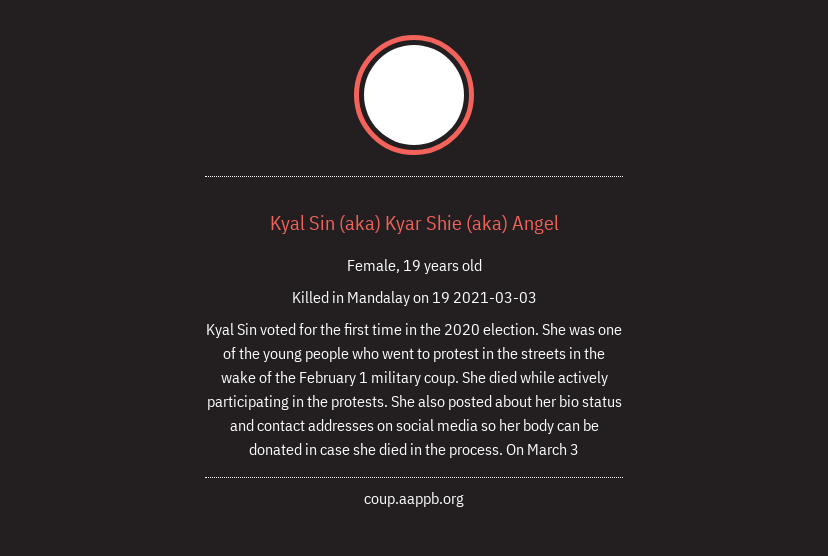 Kyal Sin (aka) Kyar Shie (aka) Angel
Female, 19 years old
Killed in Mandalay on 19 2021-03-03
Kyal Sin voted for the first time in the 2020 election. She was one
of the young people who went to protest in the streets in the
wake of the February 1 military coup. She died while actively
participating in the protests. She also posted about her bio status
and contact addresses on social media so her body can be
donated in case she died in the process. On March 3
coup.aappb.org